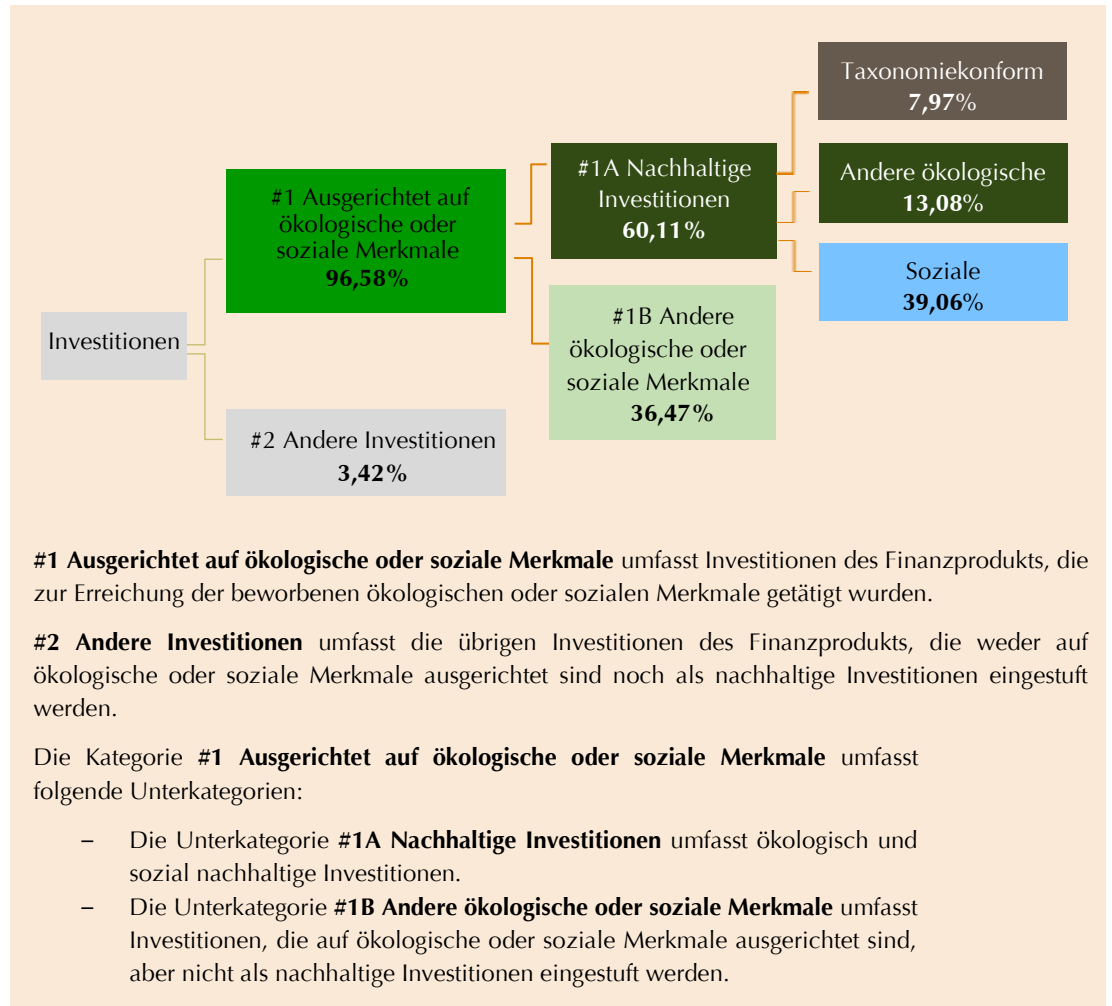 Taxonomiekonform
7,97%
#1A Nachhaltige
Investitionen
60,11%
Andere ökologische
13,08%
#1 Ausgerichtet auf
ökologische oder
soziale Merkmale
96,58%
Soziale
39,06%
Investitionen
#1B Andere
ökologische oder
soziale Merkmale
36,47%
#2 Andere Investitionen
3,42%
#1 Ausgerichtet auf ökologische oder soziale Merkmale umfasst Investitionen des Finanzprodukts, die
zur Erreichung der beworbenen ökologischen oder sozialen Merkmale getätigt wurden.
#2 Andere Investitionen umfasst die übrigen Investitionen des Finanzprodukts, die weder auf
ökologische oder soziale Merkmale ausgerichtet sind noch als nachhaltige Investitionen eingestuft
werden.
Die Kategorie #1 Ausgerichtet auf ökologische oder soziale Merkmale umfasst
folgende Unterkategorien:
– Die Unterkategorie #1A Nachhaltige Investitionen umfasst ökologisch und
sozial nachhaltige Investitionen.
– Die Unterkategorie #1B Andere ökologische oder soziale Merkmale umfasst
Investitionen, die auf ökologische oder soziale Merkmale ausgerichtet sind,
aber nicht als nachhaltige Investitionen eingestuft werden.